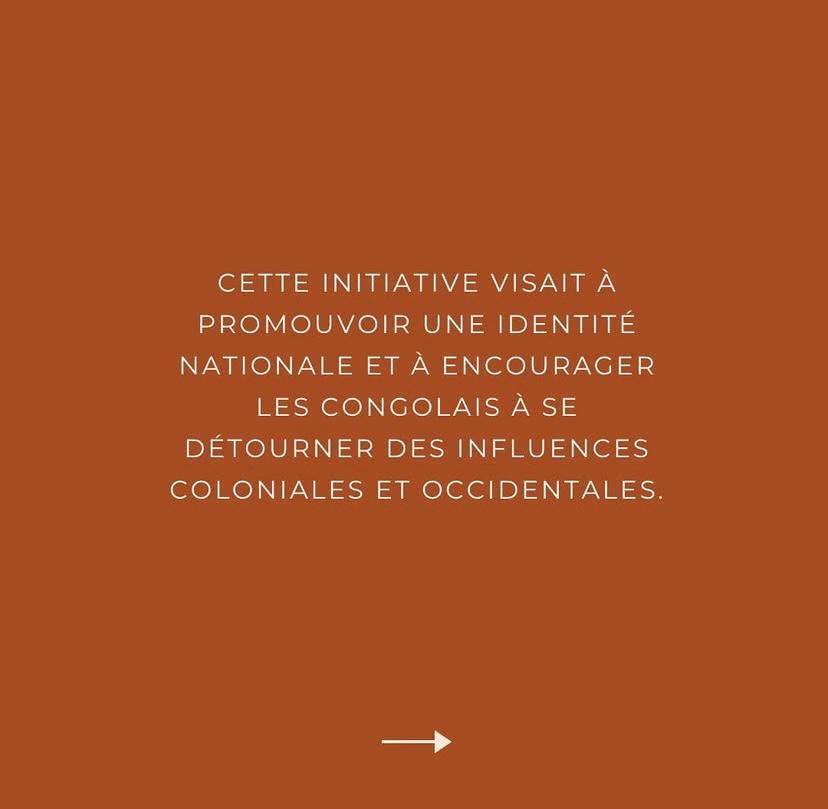 CETTE INITIATIVE VISAIT À
PROMOUVOIR UNE IDENTITÉ
NATIONALE ET À ENCOURAGER
LES CONGOLAIS À SE
DÉTOURNER DES INFLUENCES
COLONIALES ET OCCIDENTALES.